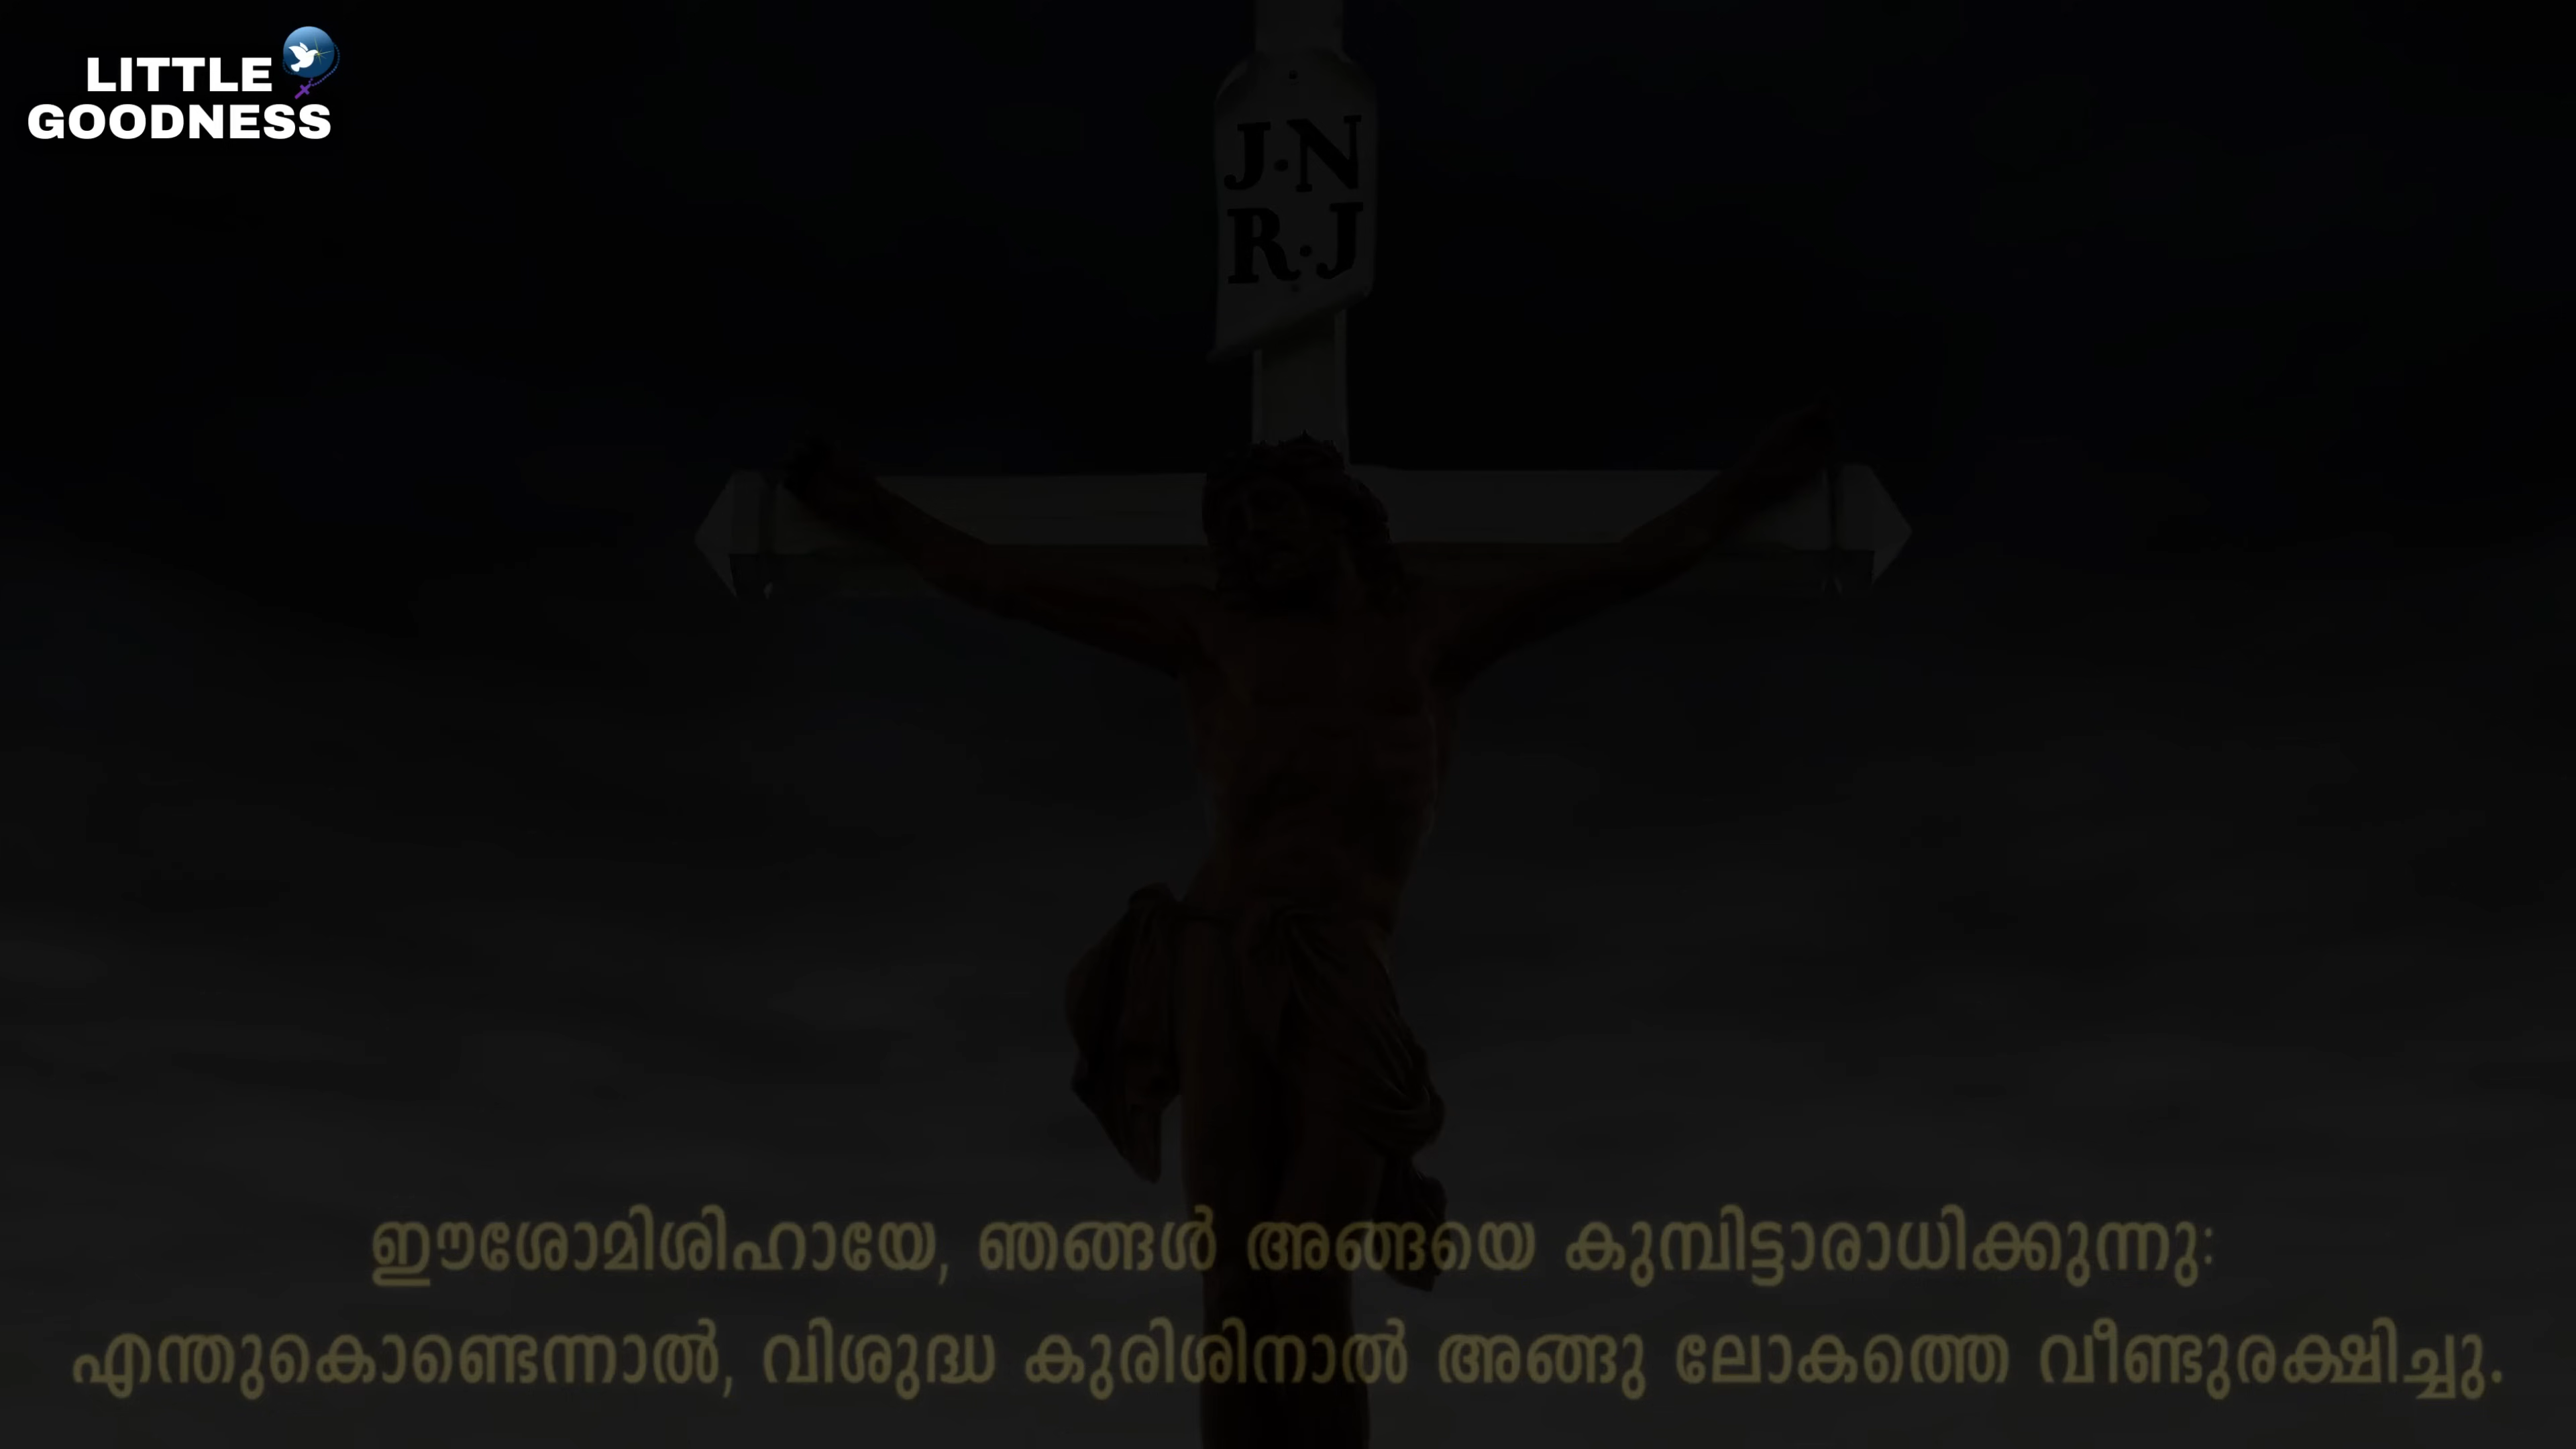 LITTLE
GOODNESS
J·N
R·J
ഈശോമിശിഹായേ, ഞങ്ങൾ അങ്ങയെ കുമ്പിട്ടാരാധിക്കുന്നു:
എന്തുകൊണ്ടെന്നാൽ, വിശുദ്ധ കുരിശിനാൽ അങ്ങു ലോകത്തെ വീണ്ടുരക്ഷിച്ചു.